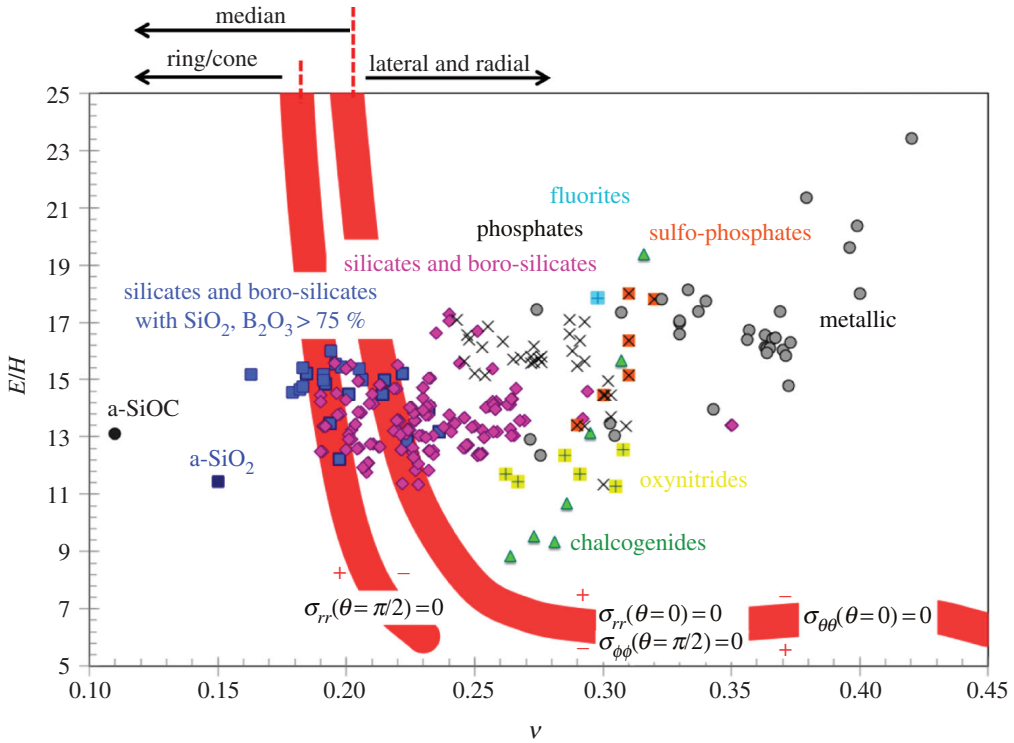 median
ring/cone
lateral and radial
25
23
21
19
17
15
13
11
9
7
5
E/H
fluorites
phosphates
sulfo-phosphates
silicates and boro-silicates
silicates and boro-silicates
with SiO₂, B₂O₃ > 75 %
metallic
a-SiOC
a-SiO₂
oxynitrides
chalcogenides
+ −
σrr(θ=π/2)=0
+
σrr(θ=0)=0
− σϕϕ(θ=π/2)=0
−
σθθ(θ=0)=0
+
0.10 0.15 0.20 0.25 0.30 0.35 0.40 0.45
ν